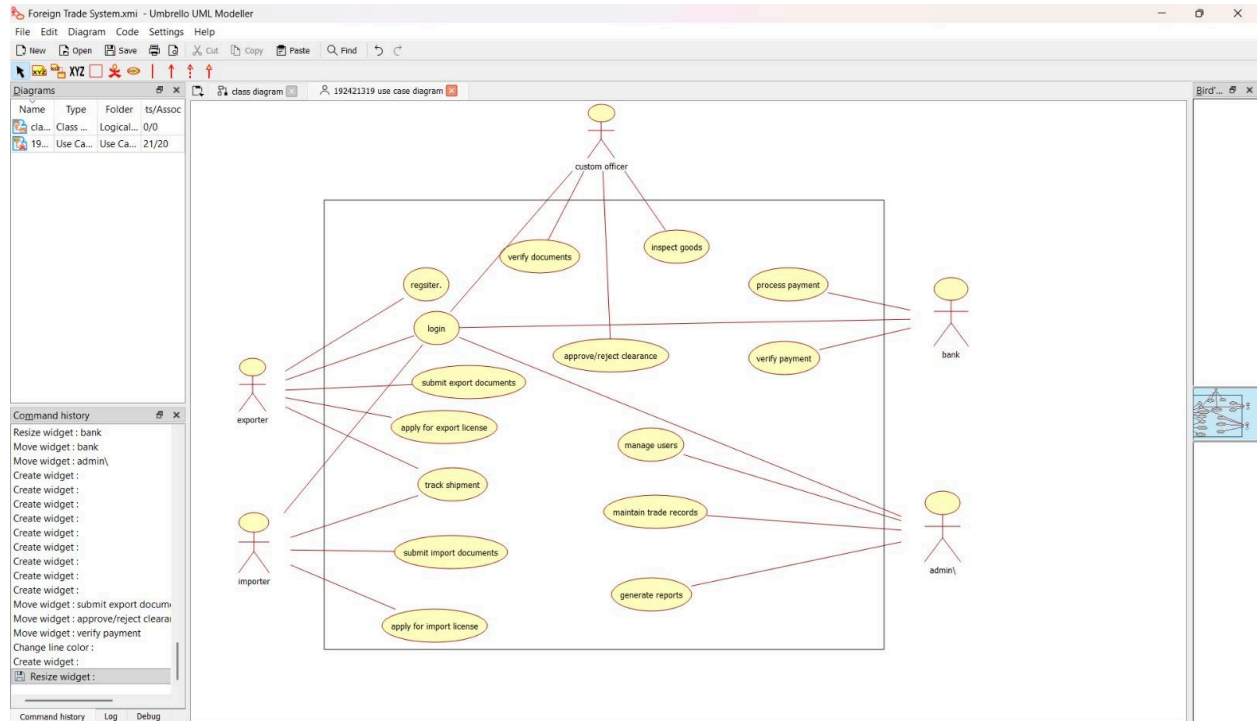 Foreign Trade System.xmi - Umbrello UML Modeller
File Edit Diagram Code Settings Help
New Open Save Cut Copy Paste Find
XYZ XYZ
Diagrams
class diagram 192421319 use case diagram
Bird'...
Name Type Folder ts/Assoc
cla... Class ... Logical... 0/0
19... Use Ca... Use Ca... 21/20
custom officer
verify documents
inspect goods
regsiter.
process payment
login
bank
approve/reject clearance
verify payment
submit export documents
exporter
apply for export license
manage users
track shipment
maintain trade records
submit import documents
importer
admin\
generate reports
apply for import license
Command history
Resize widget : bank
Move widget : bank
Move widget : admin\
Create widget :
Create widget :
Create widget :
Create widget :
Create widget :
Create widget :
Create widget :
Create widget :
Create widget :
Move widget : submit export docum
Move widget : approve/reject cleara
Move widget : verify payment
Change line color :
Create widget :
Resize widget :
Command history Log Debug